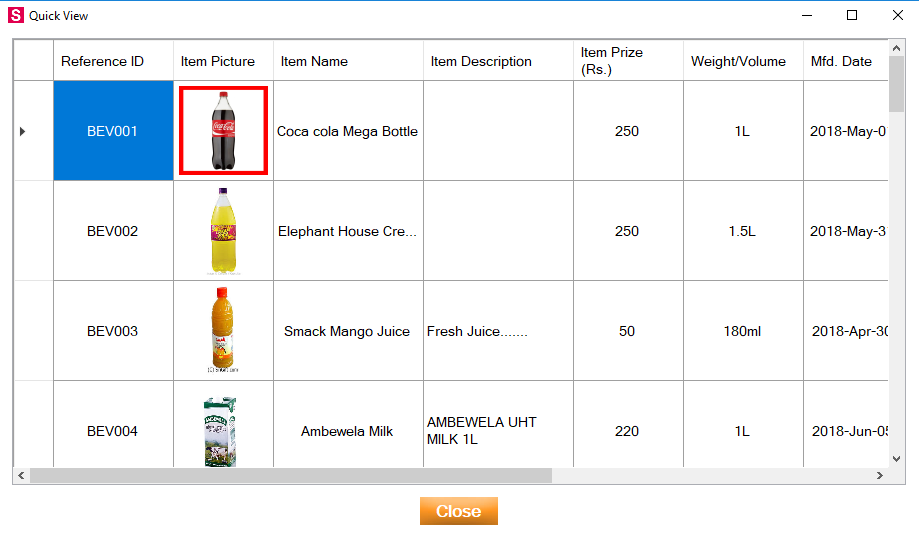 S Quick View
Reference ID Item Picture Item Name Item Description Item Prize (Rs.) Weight/Volume Mfd. Date
BEV001 Coca cola Mega Bottle 250 1L 2018-May-0
BEV002 Elephant House Cre... 250 1.5L 2018-May-3
BEV003 Smack Mango Juice Fresh Juice....... 50 180ml 2018-Apr-30
BEV004 Ambewela Milk AMBEWELA UHT MILK 1L 220 1L 2018-Jun-05
Close